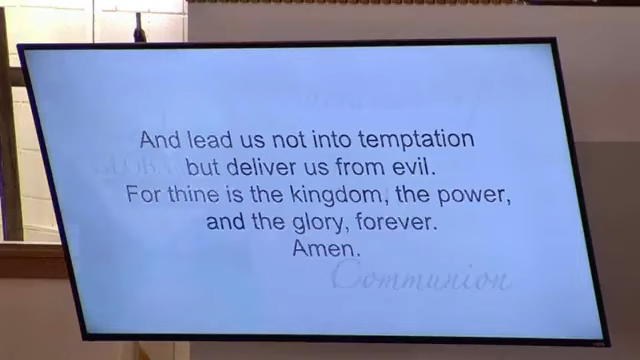 And lead us not into temptation
but deliver us from evil.
For thine is the kingdom, the power,
and the glory, forever.
Amen.
Communion